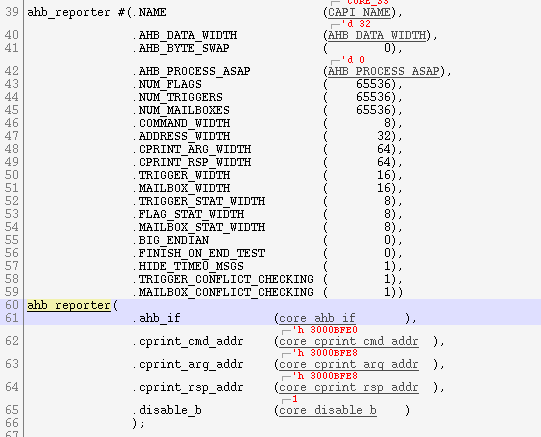 'CORE_S3
39 ahb_reporter #(.NAME (CAPI_NAME),
'd 32
40 .AHB_DATA_WIDTH (AHB_DATA_WIDTH),
41 .AHB_BYTE_SWAP ( 0),
'd 0
42 .AHB_PROCESS_ASAP (AHB_PROCESS_ASAP),
43 .NUM_FLAGS ( 65536),
44 .NUM_TRIGGERS ( 65536),
45 .NUM_MAILBOXES ( 65536),
46 .COMMAND_WIDTH ( 8),
47 .ADDRESS_WIDTH ( 32),
48 .CPRINT_ARG_WIDTH ( 64),
49 .CPRINT_RSP_WIDTH ( 64),
50 .TRIGGER_WIDTH ( 16),
51 .MAILBOX_WIDTH ( 16),
52 .TRIGGER_STAT_WIDTH ( 8),
53 .FLAG_STAT_WIDTH ( 8),
54 .MAILBOX_STAT_WIDTH ( 8),
55 .BIG_ENDIAN ( 0),
56 .FINISH_ON_END_TEST ( 0),
57 .HIDE_TIME0_MSGS ( 1),
58 .TRIGGER_CONFLICT_CHECKING ( 1),
59 .MAILBOX_CONFLICT_CHECKING ( 1))
60 ahb_reporter(
61 .ahb_if (core_ahb_if ),
'h 3000BFE0
62 .cprint_cmd_addr (core_cprint_cmd_addr ),
'h 3000BFE8
63 .cprint_arg_addr (core_cprint_arg_addr ),
'h 3000BFE8
64 .cprint_rsp_addr (core_cprint_rsp_addr ),
1
65 .disable_b (core_disable_b )
66 );
67